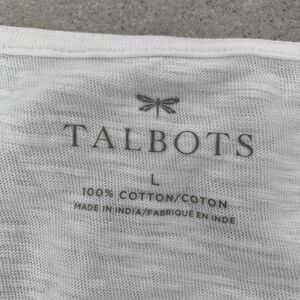 TALBOTS
L
100% COTTON/COTON
MADE IN INDIA/FABRIQUE EN INDE